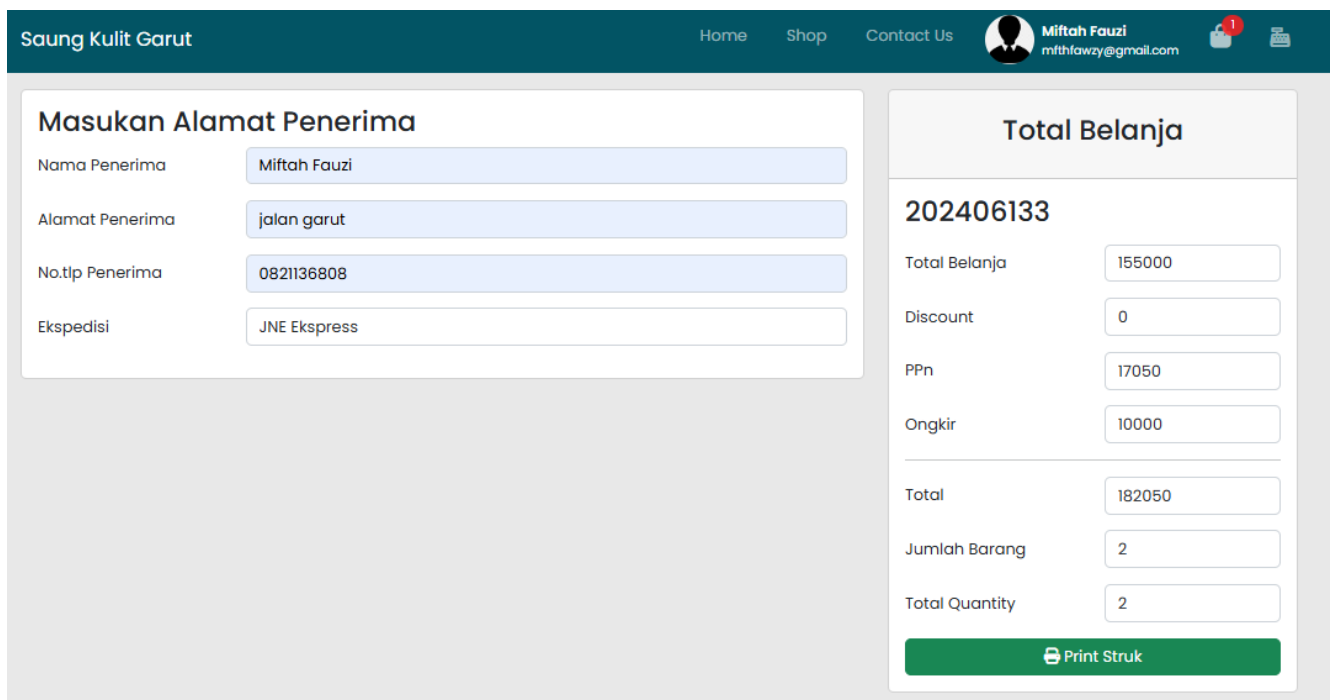 Saung Kulit Garut
Home Shop Contact Us
Miftah Fauzi
mfthfawzy@gmail.com
1
Masukan Alamat Penerima
Nama Penerima Miftah Fauzi
Alamat Penerima jalan garut
No.tlp Penerima 0821136808
Ekspedisi JNE Ekspress
Total Belanja
202406133
Total Belanja 155000
Discount 0
PPn 17050
Ongkir 10000
Total 182050
Jumlah Barang 2
Total Quantity 2
Print Struk